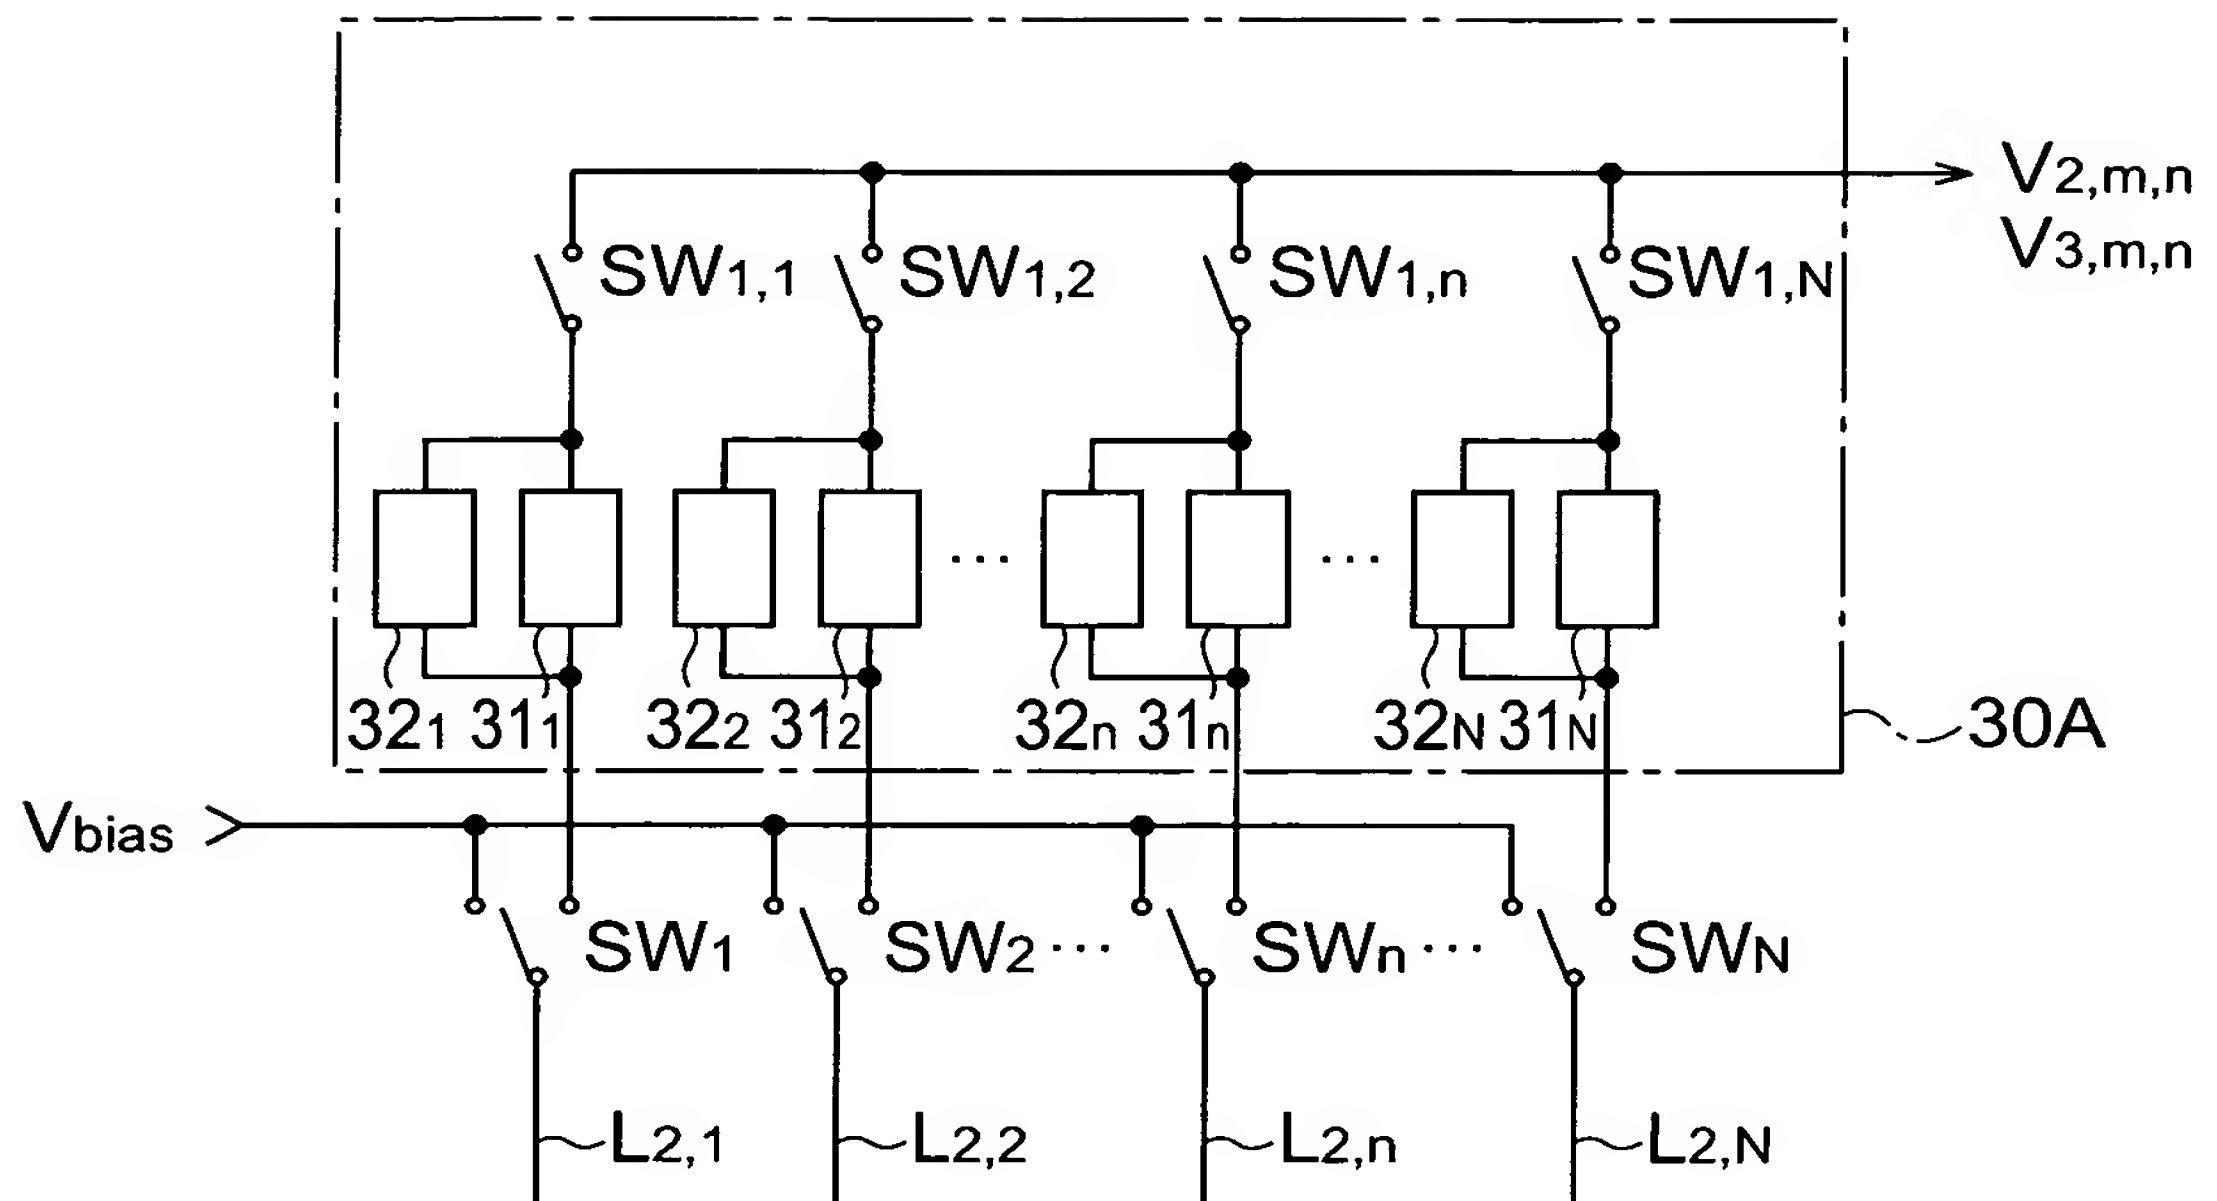 V2,m,n
V3,m,n
SW1,1 SW1,2 SW1,n SW1,N
... ...
321 311 322 312 32n 31n 32N 31N 30A
Vbias
SW1 SW2 ... SWn ... SWN
L2,1 L2,2 L2,n L2,N